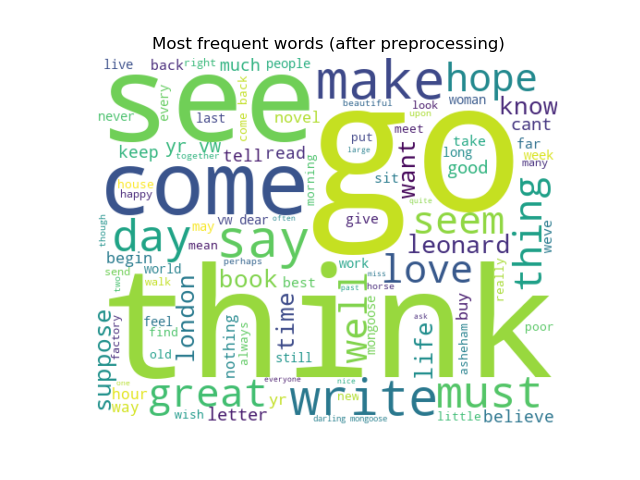 Most frequent words (after preprocessing)
live
back
right
much
people
see
make
hope
never
every
last
come back
novel
beautiful
look
woman
know
upon
cant
keep
yr vw
together
tell
read
go
put
meet
take
far
large
long
week
good
many
house
happy
come
morning
sit
want
though
may
vw dear
often
give
seem
thing
day
say
mean
leonard
weve
begin
perhaps
send
world
book
best
work
love
miss
really
two
walk
past
horse
think
well
mongoose
life
buy
asheham
suppose
factory
feel
find
london
nothing
always
time
still
ask
poor
old
everyone
one
hour
way
great
yr
nice
new
write
must
wish
letter
darling mongoose
little
believe
quite